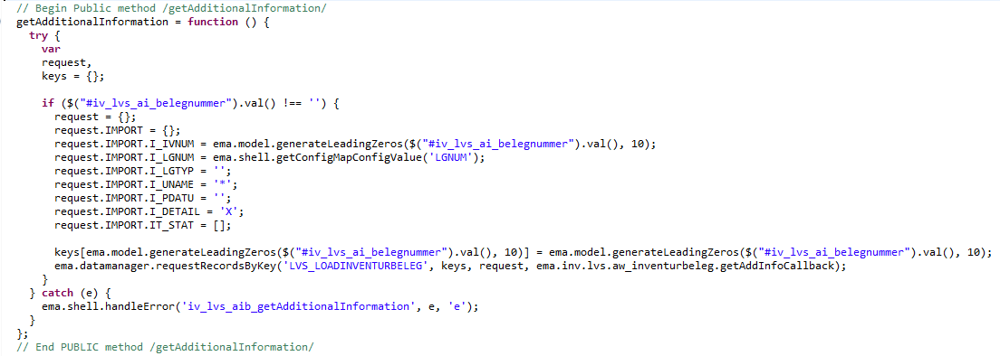 // Begin Public method /getAdditionalInformation/
getAdditionalInformation = function () {
try {
var
request,
keys = {};
if ($("#iv_lvs_ai_belegnummer").val() !== '') {
request = {};
request.IMPORT = {};
request.IMPORT.I_IVNUM = ema.model.generateLeadingZeros($("#iv_lvs_ai_belegnummer").val(), 10);
request.IMPORT.I_LGNUM = ema.shell.getConfigMapConfigValue('LGNUM');
request.IMPORT.I_LGTYP = '';
request.IMPORT.I_UNAME = '*';
request.IMPORT.I_PDATU = '';
request.IMPORT.I_DETAIL = 'X';
request.IMPORT.IT_STAT = [];
keys[ema.model.generateLeadingZeros($("#iv_lvs_ai_belegnummer").val(), 10)] = ema.model.generateLeadingZeros($("#iv_lvs_ai_belegnummer").val(), 10);
ema.datamanager.requestRecordsByKey('LVS_LOADINVENTURBELEG', keys, request, ema.inv.lvs.aw_inventurbeleg.getAddInfoCallback);
}
} catch (e) {
ema.shell.handleError('iv_lvs_aib_getAdditionalInformation', e, 'e');
}
};
// End PUBLIC method /getAdditionalInformation/